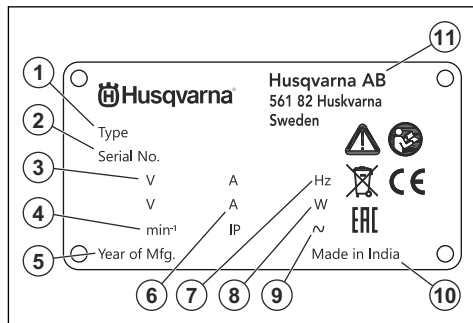 11
1
Husqvarna
Husqvarna AB
561 82 Huskvarna
Sweden
Type
2
Serial No.
3
V A Hz
V A W
4
min⁻¹ IP ~
CE
EAC
5
Year of Mfg.
Made in India
6 7 8 9 10